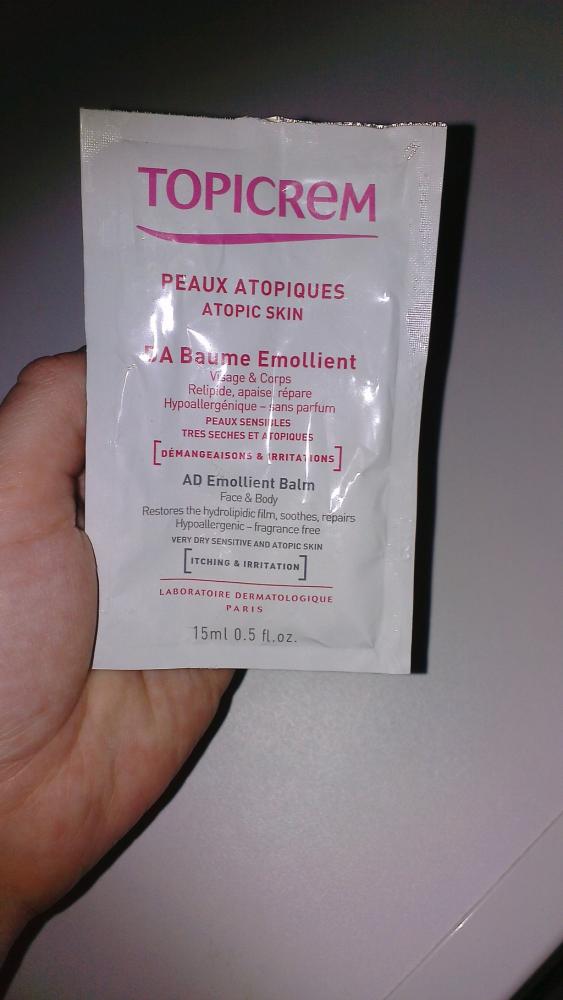 TOPICREM
PEAUX ATOPIQUES
ATOPIC SKIN
DA Baume Emollient
Visage & Corps
Relipide, apaise, répare
Hypoallergénique – sans parfum
PEAUX SENSIBLES
TRES SECHES ET ATOPIQUES
[DÉMANGEAISONS & IRRITATIONS]
AD Emollient Balm
Face & Body
Restores the hydrolipidic film, soothes, repairs
Hypoallergenic – fragrance free
VERY DRY SENSITIVE AND ATOPIC SKIN
[ITCHING & IRRITATION]
LABORATOIRE DERMATOLOGIQUE
PARIS
15ml 0.5 fl.oz.